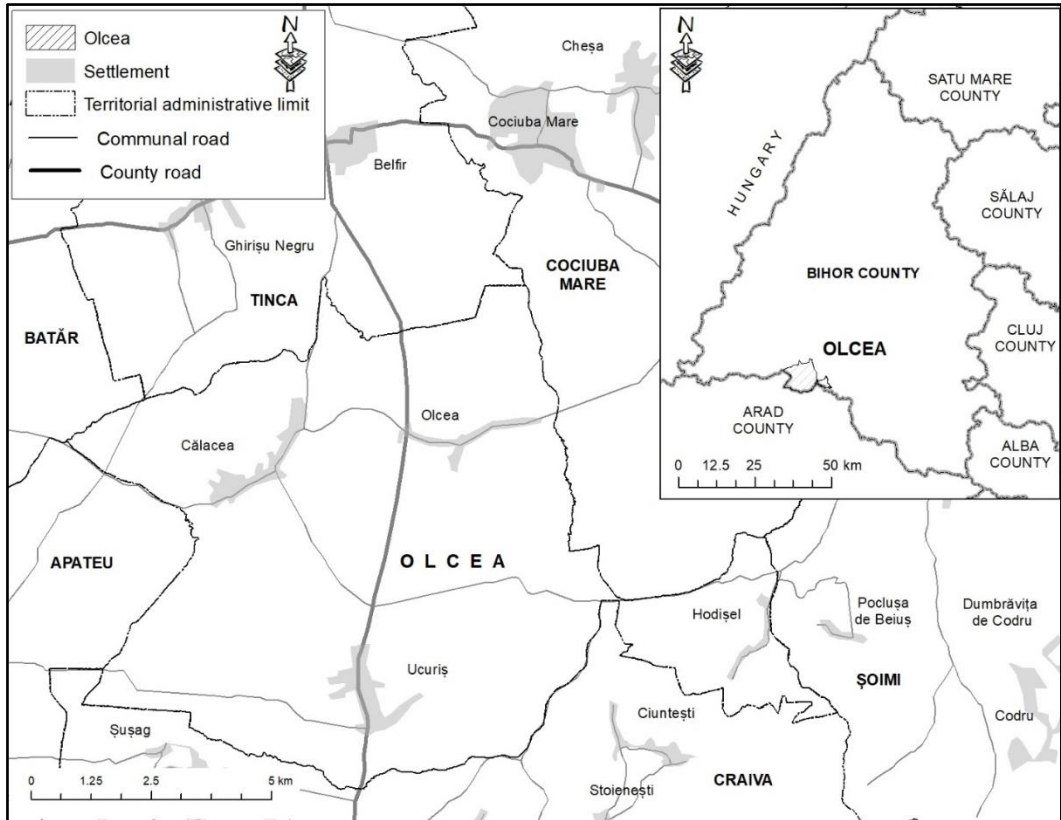 Olcea
Settlement
Territorial administrative limit
Communal road
County road
N
Cheșa
Cociuba Mare
Belfir
Ghirișu Negru
COCIUBA
MARE
TINCA
BATĂR
Olcea
Călacea
APATEU
O L C E A
Hodișel
Poclușa
de Beiuș
Dumbrăvița
de Codru
Ucuriș
ŞOIMI
Șușag
Ciuntești
Codru
CRAIVA
Stoienești
0 1.25 2.5 5 km
N
SATU MARE
COUNTY
HUNGARY
SĂLAJ
COUNTY
BIHOR COUNTY
CLUJ
COUNTY
OLCEA
ARAD
COUNTY
ALBA
COUNTY
0 12.5 25 50 km